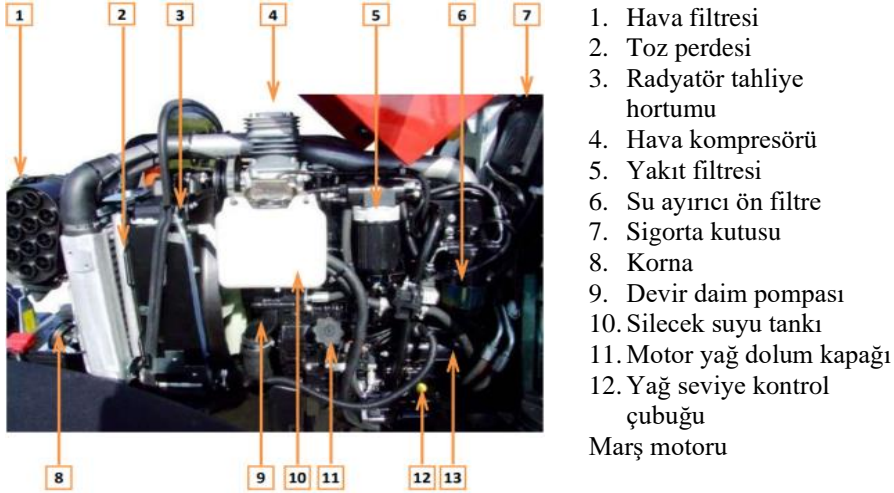 1 2 3 4 5 6 7
8 9 10 11 12 13
1. Hava filtresi
2. Toz perdesi
3. Radyatör tahliye
hortumu
4. Hava kompresörü
5. Yakıt filtresi
6. Su ayırıcı ön filtre
7. Sigorta kutusu
8. Korna
9. Devir daim pompası
10. Silecek suyu tankı
11. Motor yağ dolum kapağı
12. Yağ seviye kontrol
çubuğu
Marş motoru